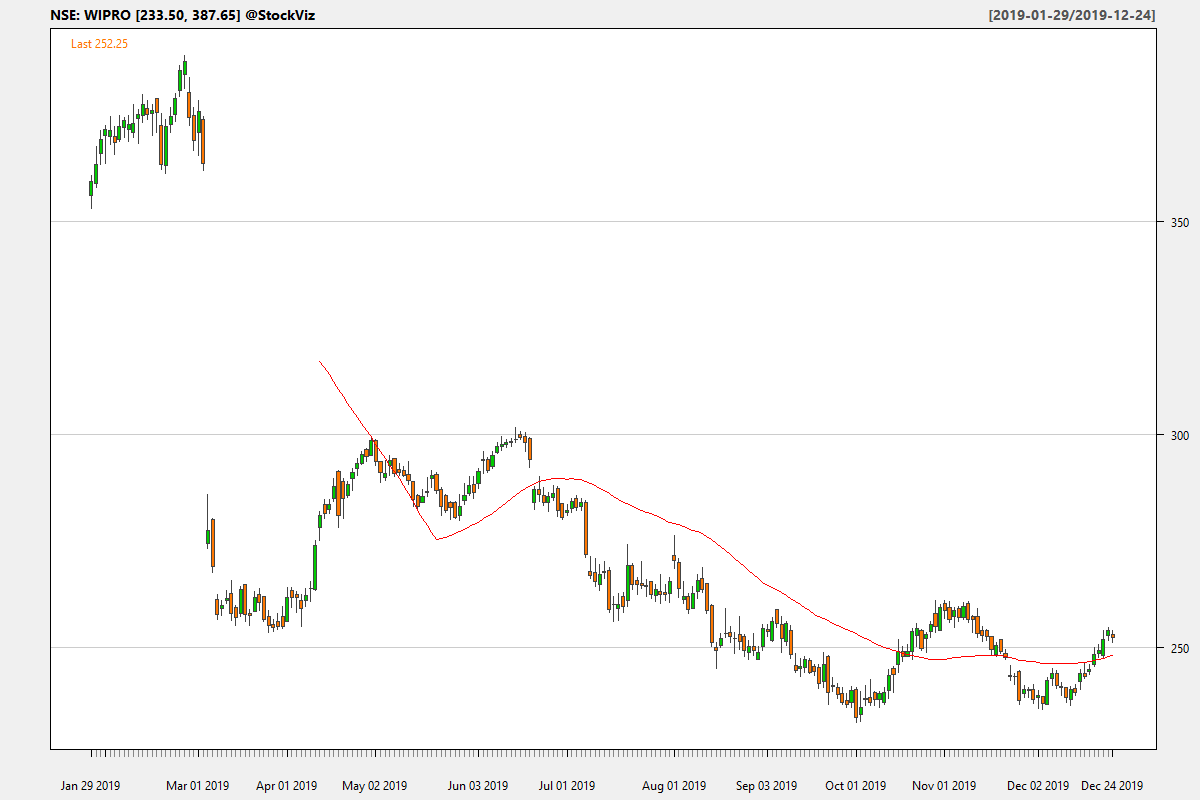 NSE: WIPRO [233.50, 387.65] @StockViz
[2019-01-29/2019-12-24]
Last 252.25
350
300
250
Jan 29 2019
Mar 01 2019
Apr 01 2019
May 02 2019
Jun 03 2019
Jul 01 2019
Aug 01 2019
Sep 03 2019
Oct 01 2019
Nov 01 2019
Dec 02 2019
Dec 24 2019